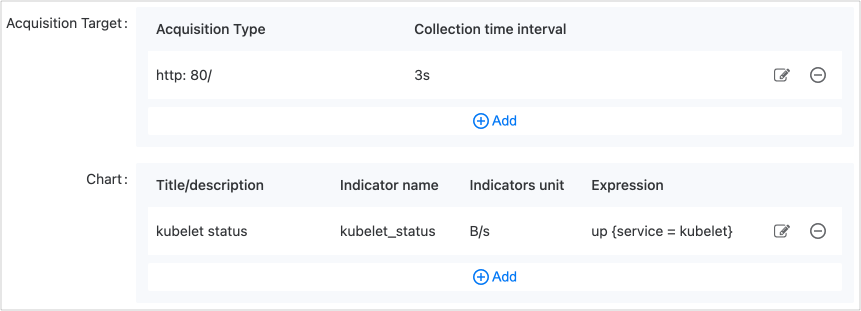 Acquisition Target: Acquisition Type Collection time interval
http: 80/ 3s
Add
Chart: Title/description Indicator name Indicators unit Expression
kubelet status kubelet_status B/s up {service = kubelet}
Add